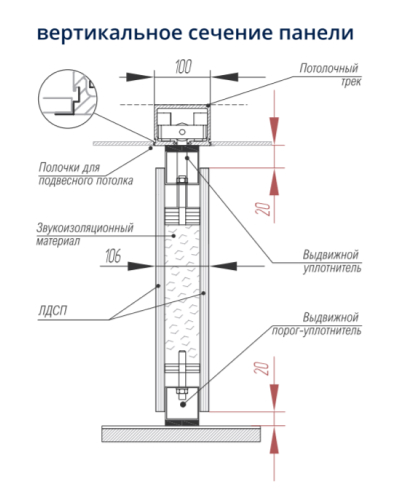 вертикальное сечение панели
100
Потолочный
трек
Полочки для
подвесного потолка
20
Звукоизоляционный
материал
106
Выдвижной
уплотнитель
ЛДСП
Выдвижной
порог-уплотнитель
20